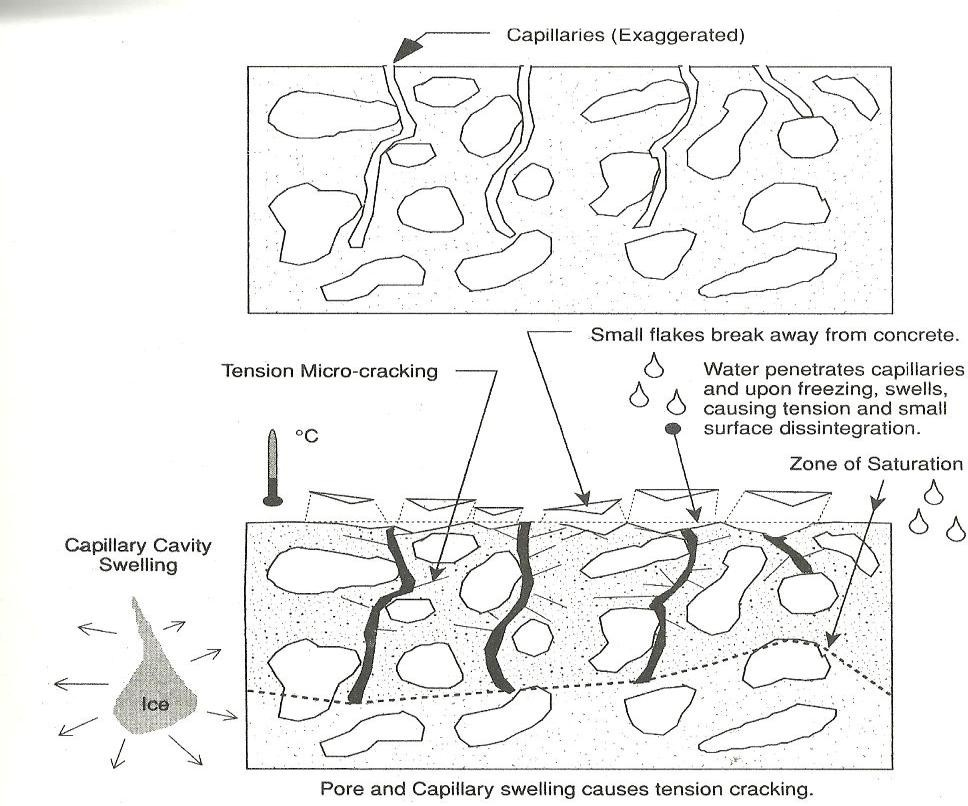 Capillaries (Exaggerated)
Small flakes break away from concrete.
Tension Micro-cracking
Water penetrates capillaries
and upon freezing, swells,
causing tension and small
surface dissintegration.
°C
Zone of Saturation
Capillary Cavity
Swelling
Ice
Pore and Capillary swelling causes tension cracking.